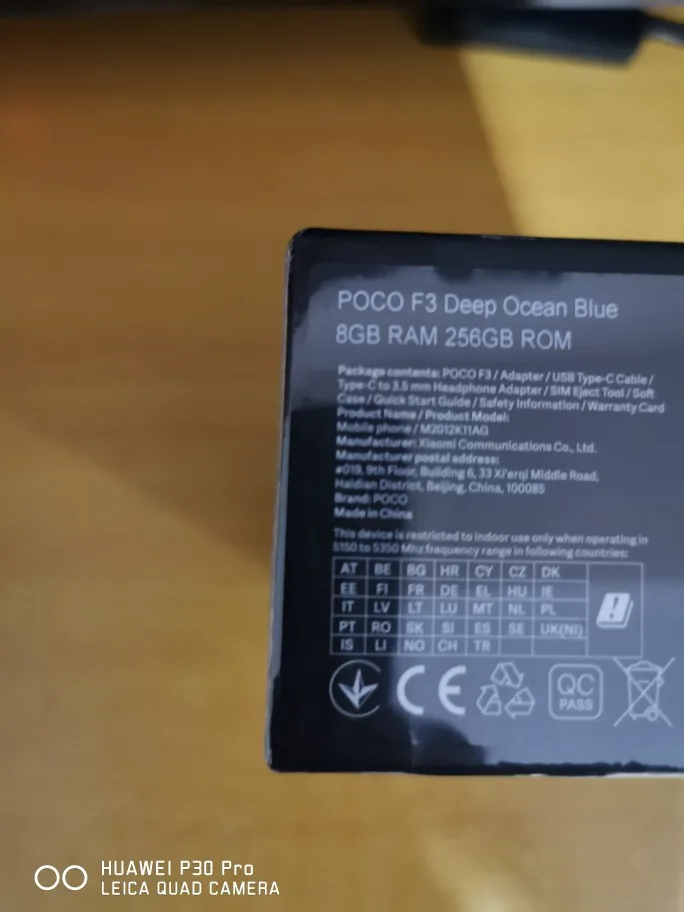 POCO F3 Deep Ocean Blue
8GB RAM 256GB ROM
Package contents: POCO F3 / Adapter / USB Type-C Cable /
Type-C to 3.5 mm Headphone Adapter / SIM Eject Tool / Soft
Case / Quick Start Guide / Safety Information / Warranty Card
Product Name / Product Model:
Mobile phone / M2012K11AG
Manufacturer: Xiaomi Communications Co., Ltd.
Manufacturer postal address:
#019, 9th Floor, Building 6, 33 Xi'erqi Middle Road,
Haidian District, Beijing, China, 100085
Brand: POCO
Made in China
This device is restricted to indoor use only when operating in
5150 to 5350 Mhz frequency range in following countries:
AT BE BG HR CY CZ DK
EE FI FR DE EL HU IE
IT LV LT LU MT NL PL
PT RO SK SI ES SE UK(NI)
IS LI NO CH TR
CE QC
PASS
HUAWEI P30 Pro
LEICA QUAD CAMERA